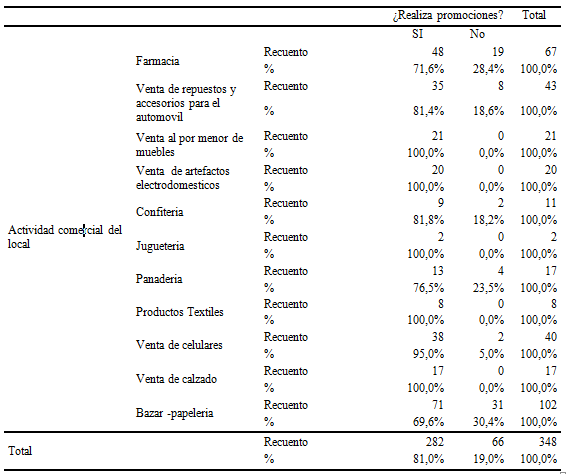 ¿Realiza promociones? Total
SI No
Farmacia Recuento 48 19 67
% 71,6% 28,4% 100,0%
Venta de repuestos y Recuento 35 8 43
accesorios para el
automovil % 81,4% 18,6% 100,0%
Venta al por menor de Recuento 21 0 21
muebles % 100,0% 0,0% 100,0%
Venta de artefactos Recuento 20 0 20
electrodomesticos % 100,0% 0,0% 100,0%
Confiteria Recuento 9 2 11
% 81,8% 18,2% 100,0%
Actividad comercial del
local
Jugueteria Recuento 2 0 2
% 100,0% 0,0% 100,0%
Panaderia Recuento 13 4 17
% 76,5% 23,5% 100,0%
Productos Textiles Recuento 8 0 8
% 100,0% 0,0% 100,0%
Venta de celulares Recuento 38 2 40
% 95,0% 5,0% 100,0%
Venta de calzado Recuento 17 0 17
% 100,0% 0,0% 100,0%
Bazar -papeleria Recuento 71 31 102
% 69,6% 30,4% 100,0%
Total Recuento 282 66 348
% 81,0% 19,0% 100,0%